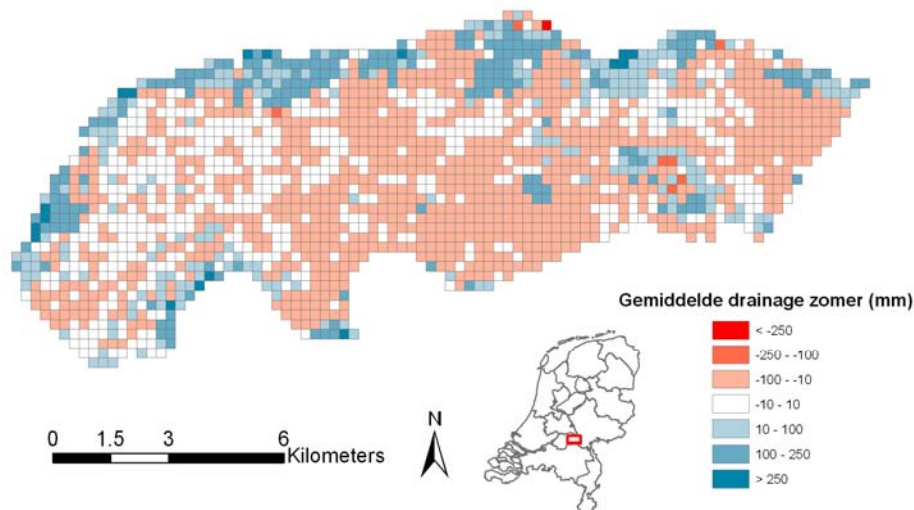 Gemiddelde drainage zomer (mm)
< -250
-250 - -100
-100 - -10
-10 - 10
10 - 100
100 - 250
> 250
N
0 1.5 3 6
Kilometers